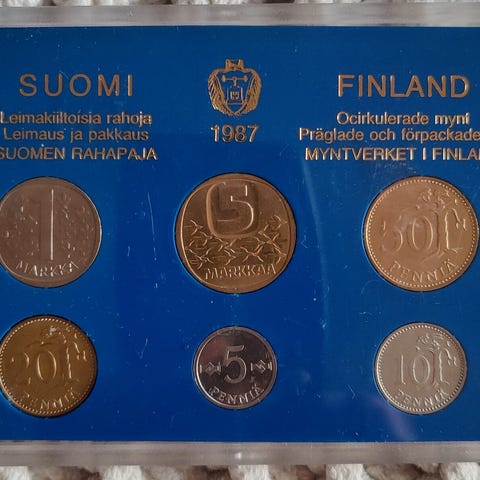 SUOMI
Leimakiiltoisia rahoja
Leimaus ja pakkaus
SUOMEN RAHAPAJA
1987
FINLAND
Ocirkulerade mynt
Präglade och förpackade
MYNTVERKET I FINLAN
1
MARKKA
5
MARKKAA
50
PENNIÄ
20
PENNIÄ
5
PENNIÄ
10
PENNIÄ